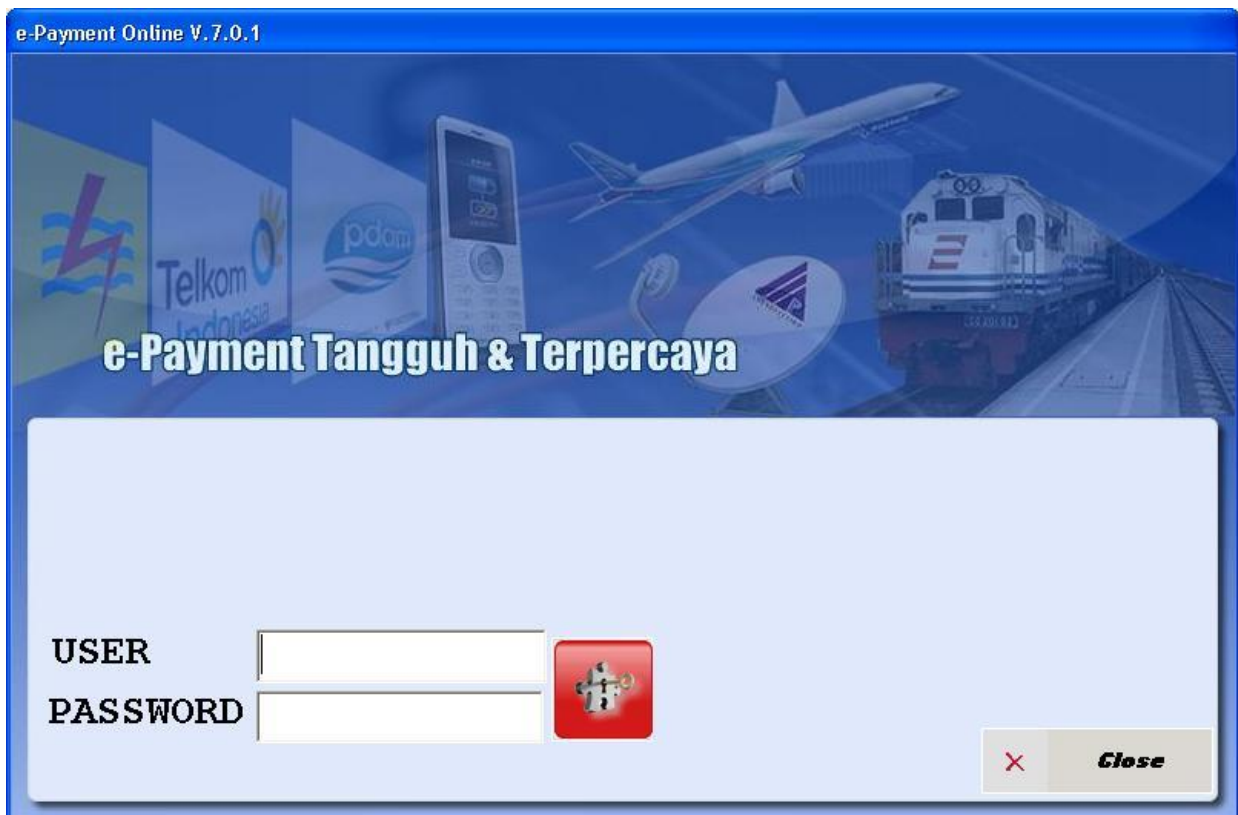 e-Payment Online V.7.0.1
Telkom
Indonesia
pdam
e-Payment Tangguh & Terpercaya
USER
PASSWORD
Close